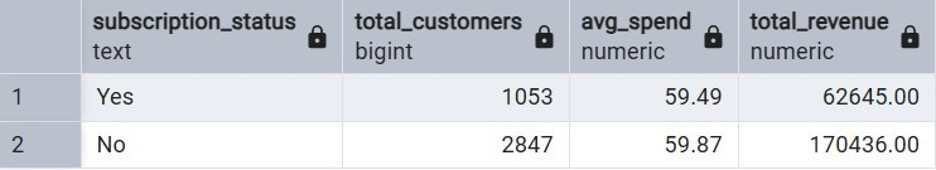 subscription_status total_customers avg_spend total_revenue
text bigint numeric numeric
1 Yes 1053 59.49 62645.00
2 No 2847 59.87 170436.00